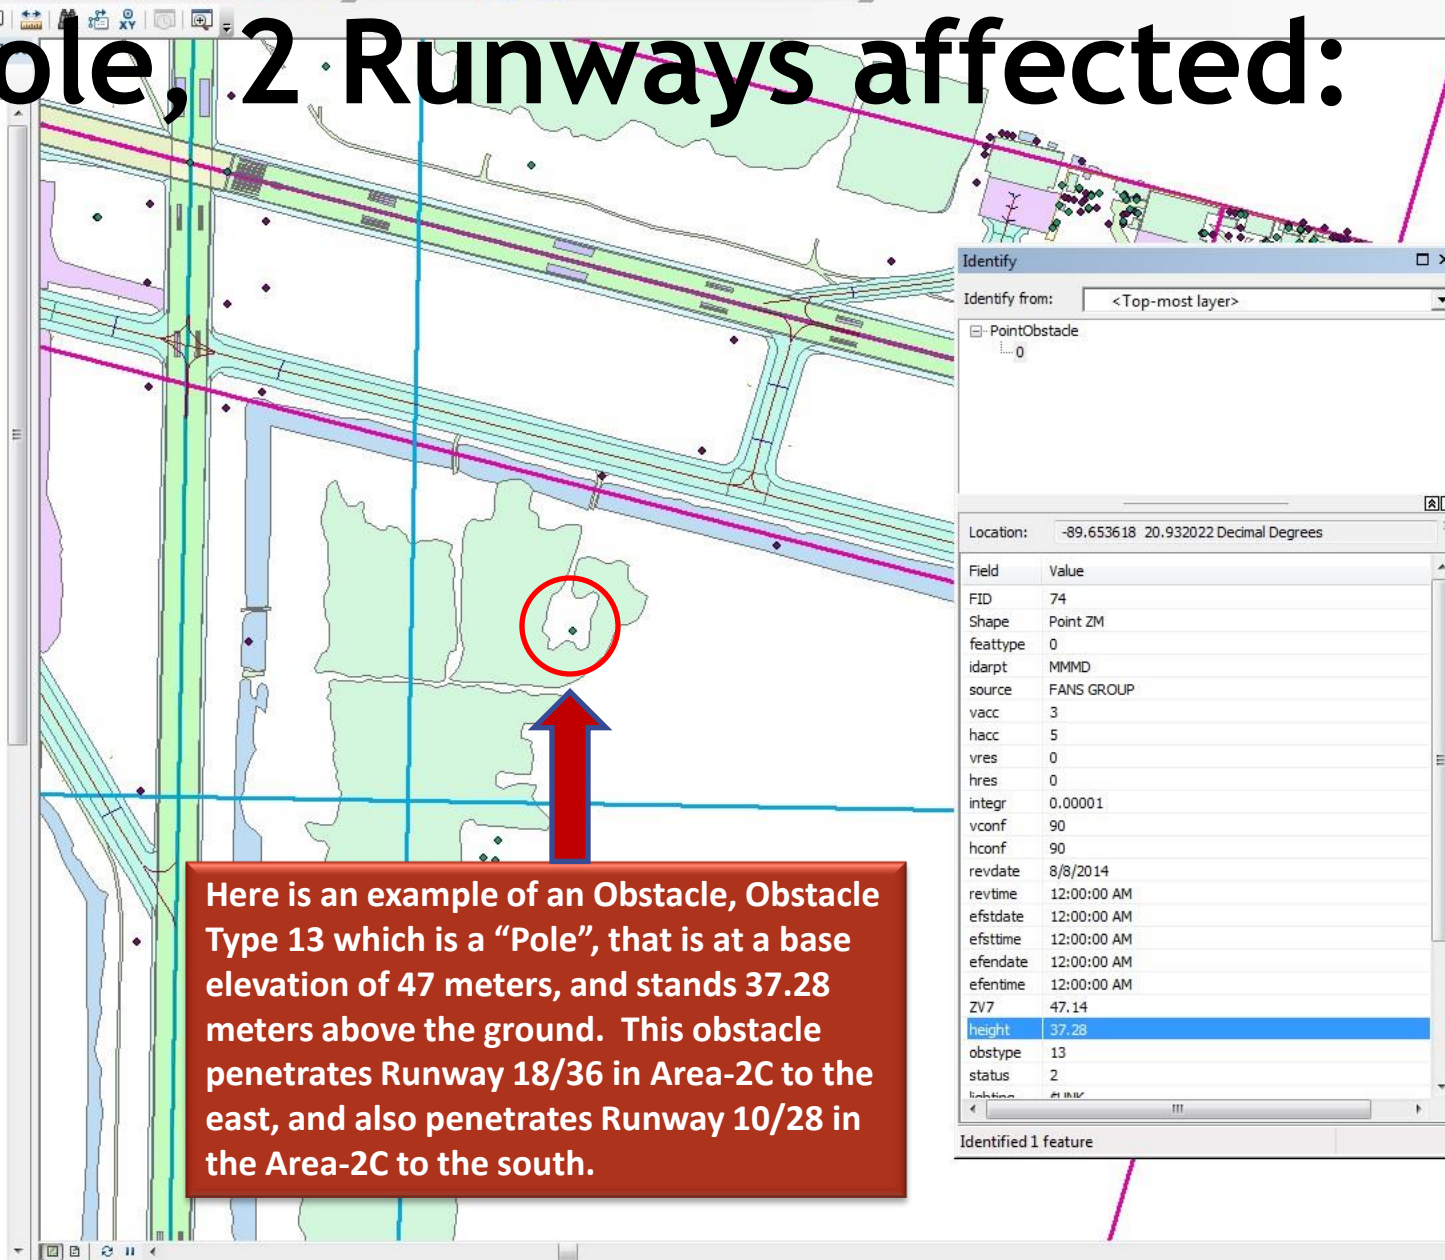 ole, 2 Runways affected:
XY
Identify
Identify from: <Top-most layer>
PointObstacle
0
Location: -89.653618 20.932022 Decimal Degrees
Field Value
FID 74
Shape Point ZM
feattype 0
idarpt MMMD
source FANS GROUP
vacc 3
hacc 5
vres 0
hres 0
integr 0.00001
vconf 90
hconf 90
revdate 8/8/2014
revtime 12:00:00 AM
efstdate 12:00:00 AM
efsttime 12:00:00 AM
efendate 12:00:00 AM
efentime 12:00:00 AM
ZV7 47.14
height 37.28
obstype 13
status 2
lighting
Identified 1 feature
Here is an example of an Obstacle, Obstacle
Type 13 which is a “Pole”, that is at a base
elevation of 47 meters, and stands 37.28
meters above the ground. This obstacle
penetrates Runway 18/36 in Area-2C to the
east, and also penetrates Runway 10/28 in
the Area-2C to the south.